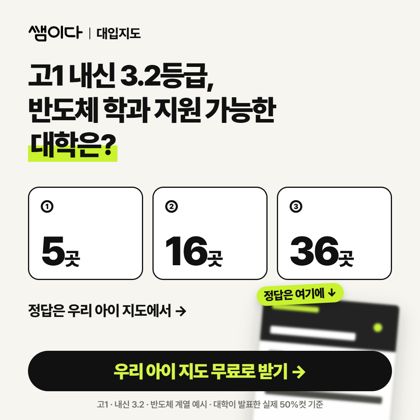 쌤이다 | 대입지도
고1 내신 3.2등급,
반도체 학과 지원 가능한
대학은?
① ② ③
5곳 16곳 36곳
정답은 여기에 ↓
정답은 우리 아이 지도에서 →
우리 아이 지도 무료로 받기 →
고1 · 내신 3.2 · 반도체 계열 예시 · 대학이 발표한 실제 50%컷 기준